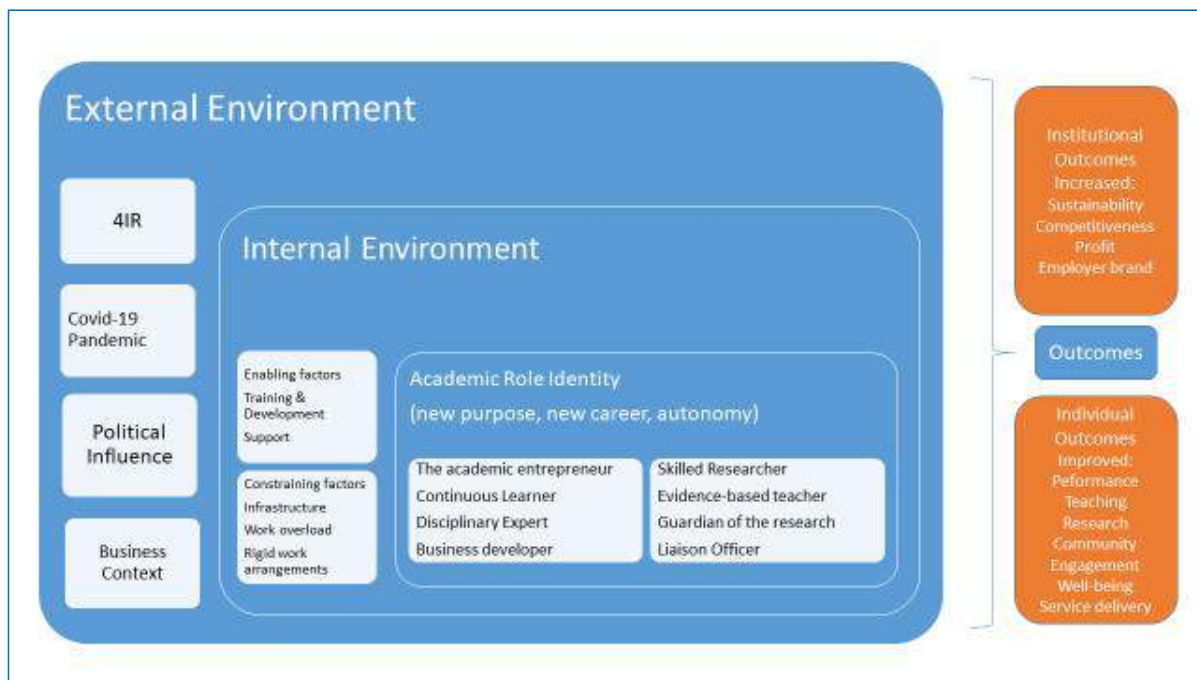 External Environment
4IR
Covid-19
Pandemic
Political
Influence
Business
Context
Internal Environment
Enabling factors
Training &
Development
Support
Constraining factors
Infrastructure
Work overload
Rigid work
arrangements
Academic Role Identity
(new purpose, new career, autonomy)
The academic entrepreneur
Continuous Learner
Disciplinary Expert
Business developer
Skilled Researcher
Evidence-based teacher
Guardian of the research
Liaison Officer
Institutional
Outcomes
Increased:
Sustainability
Competitiveness
Profit
Employer brand
Outcomes
Individual
Outcomes
Improved:
Peformance
Teaching
Research
Community
Engagement
Well-being
Service delivery